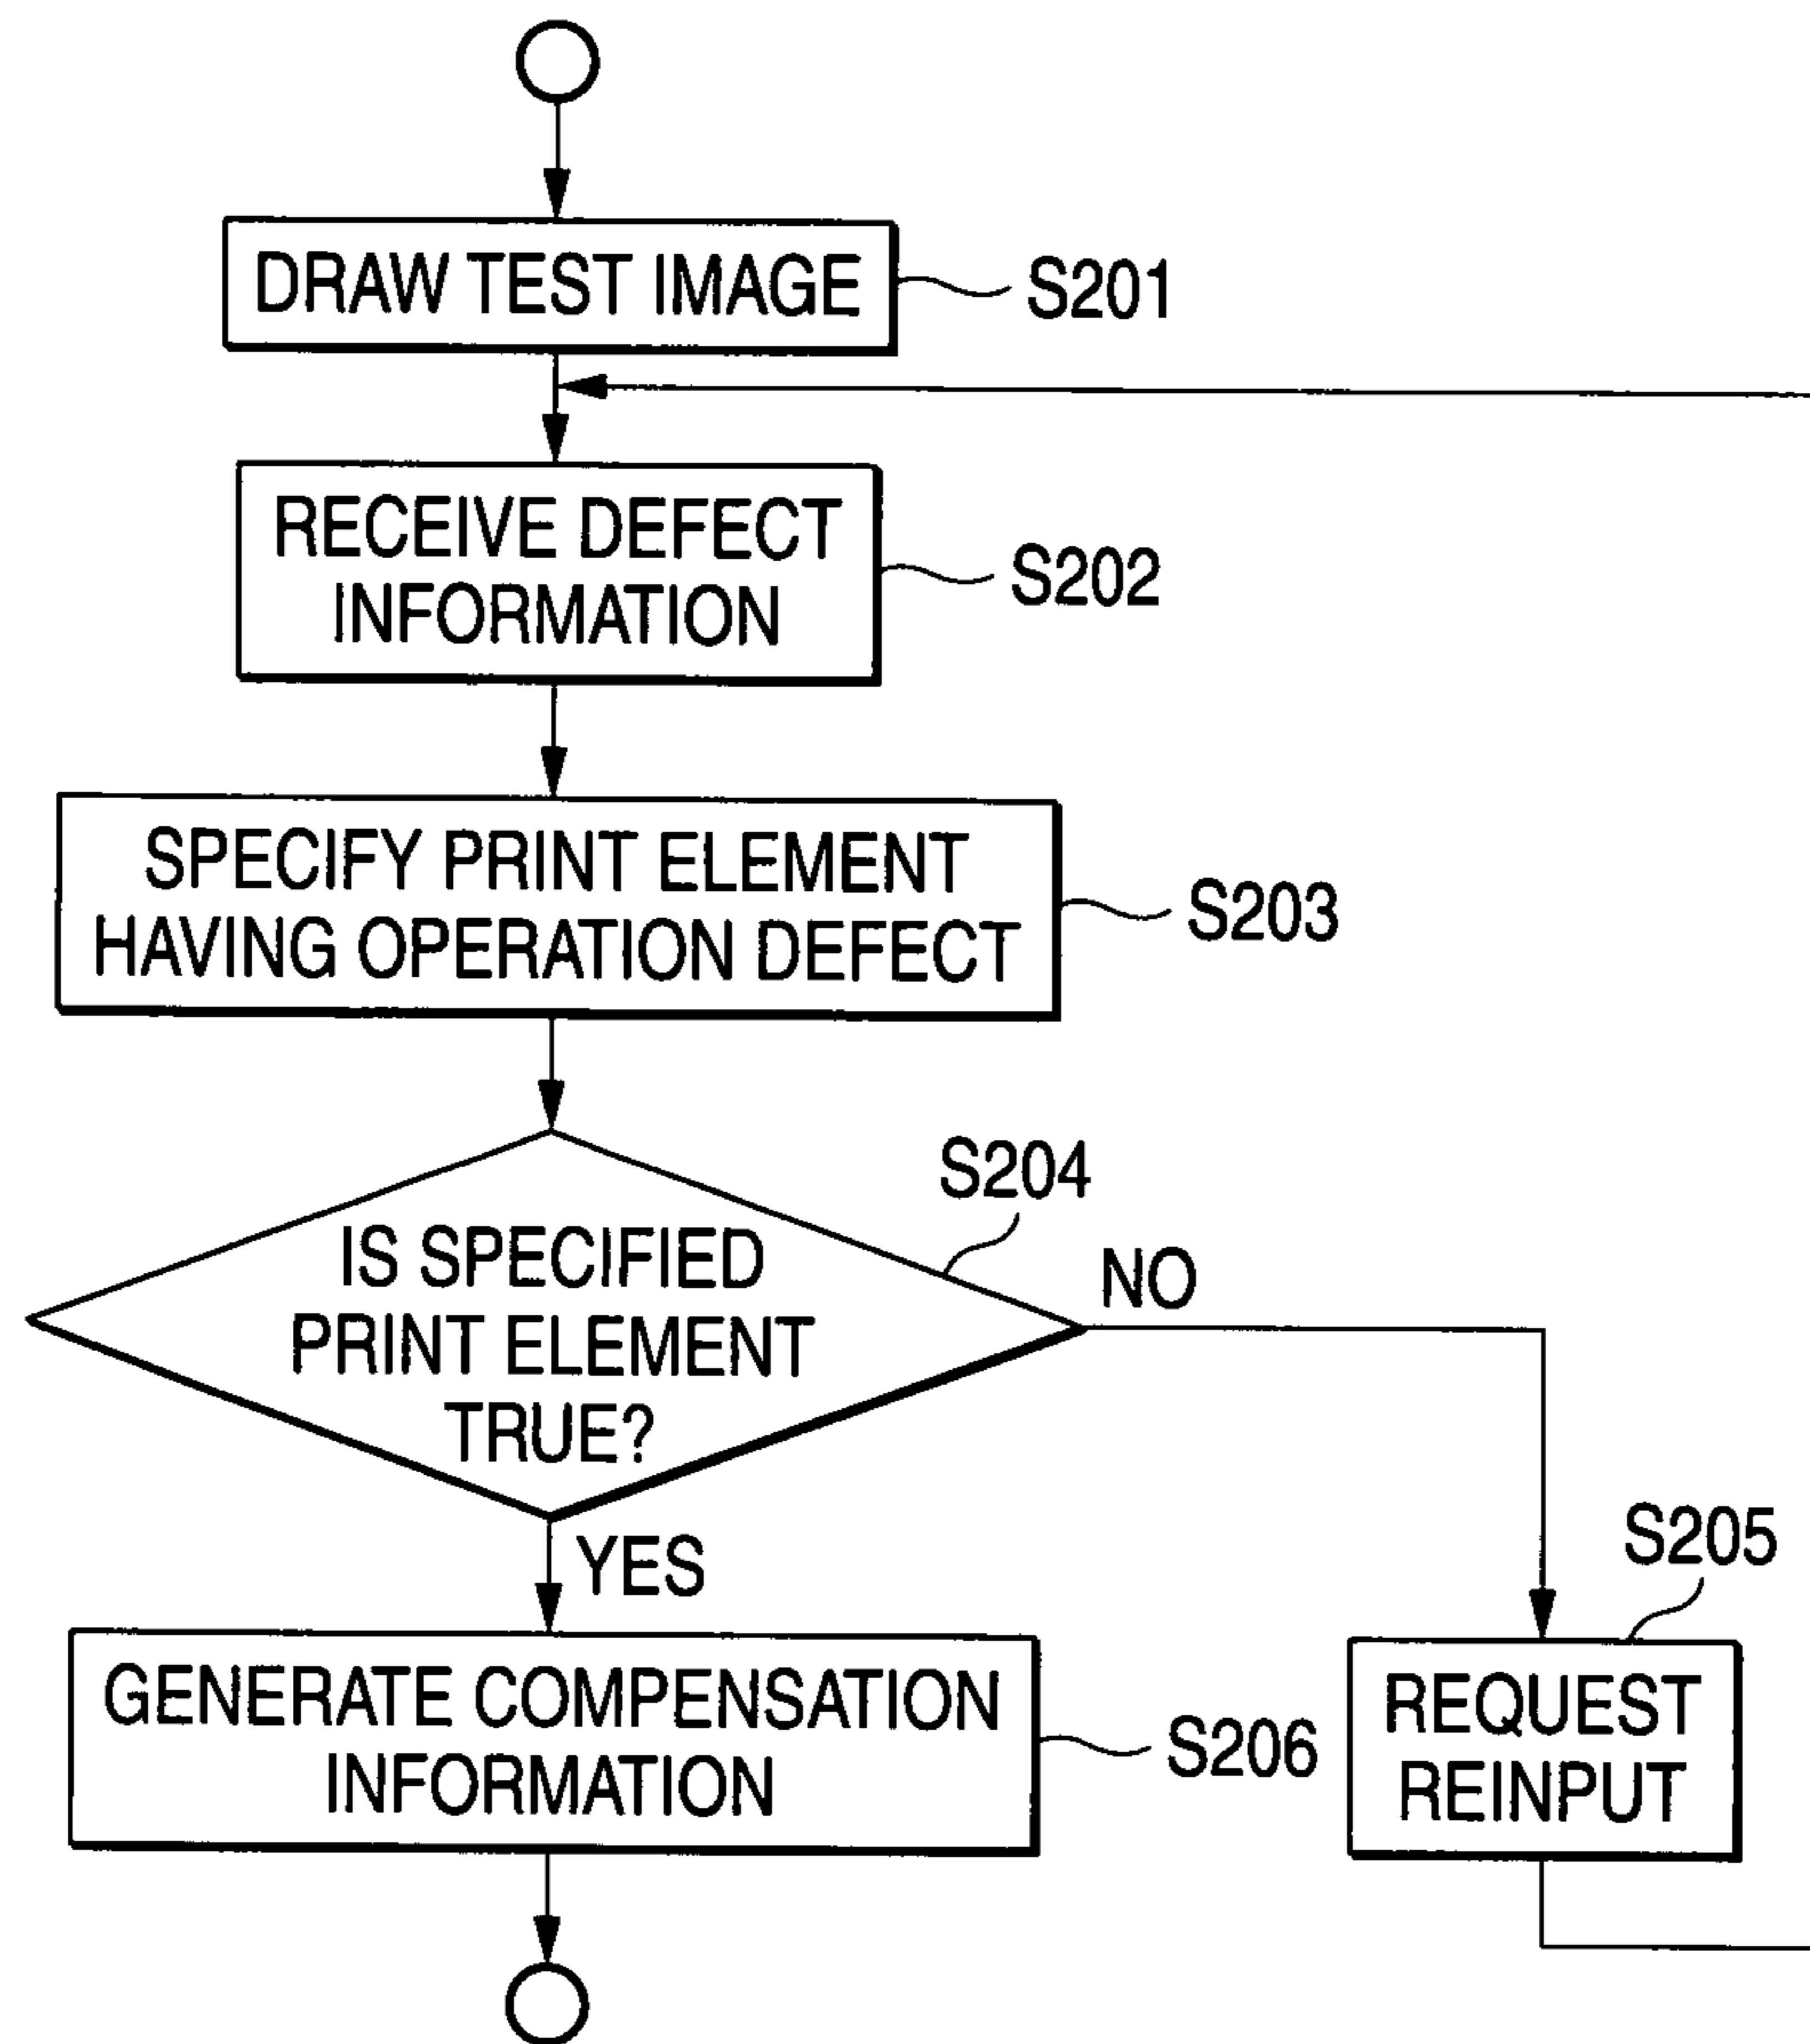 DRAW TEST IMAGE
S201
RECEIVE DEFECT
INFORMATION
S202
SPECIFY PRINT ELEMENT
HAVING OPERATION DEFECT
S203
S204
IS SPECIFIED
PRINT ELEMENT
TRUE?
NO
YES
S205
GENERATE COMPENSATION
INFORMATION
S206
REQUEST
REINPUT